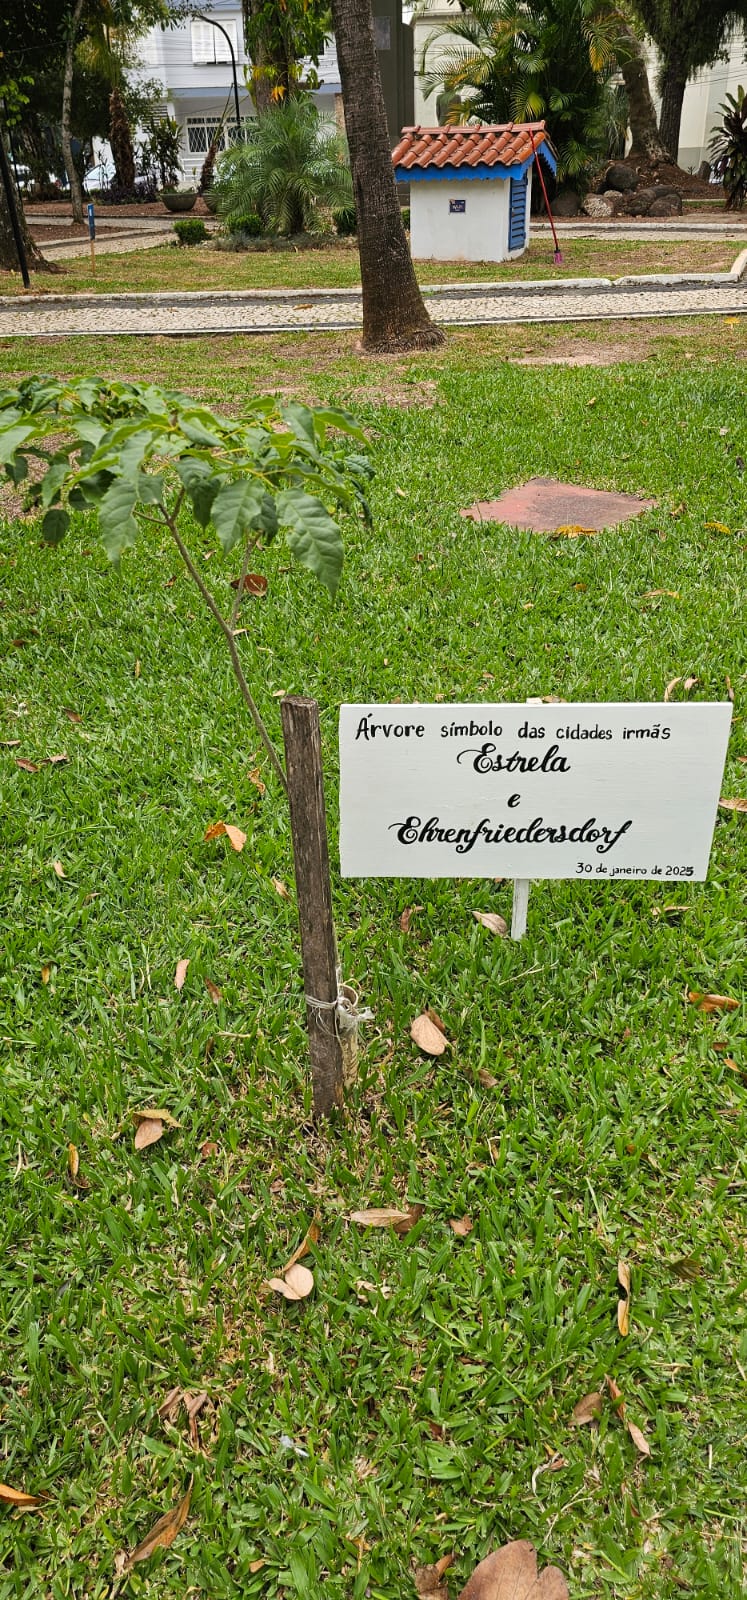 Árvore símbolo das cidades irmãs
Estrela
e
Ehrenfriedersdorf
30 de janeiro de 2025